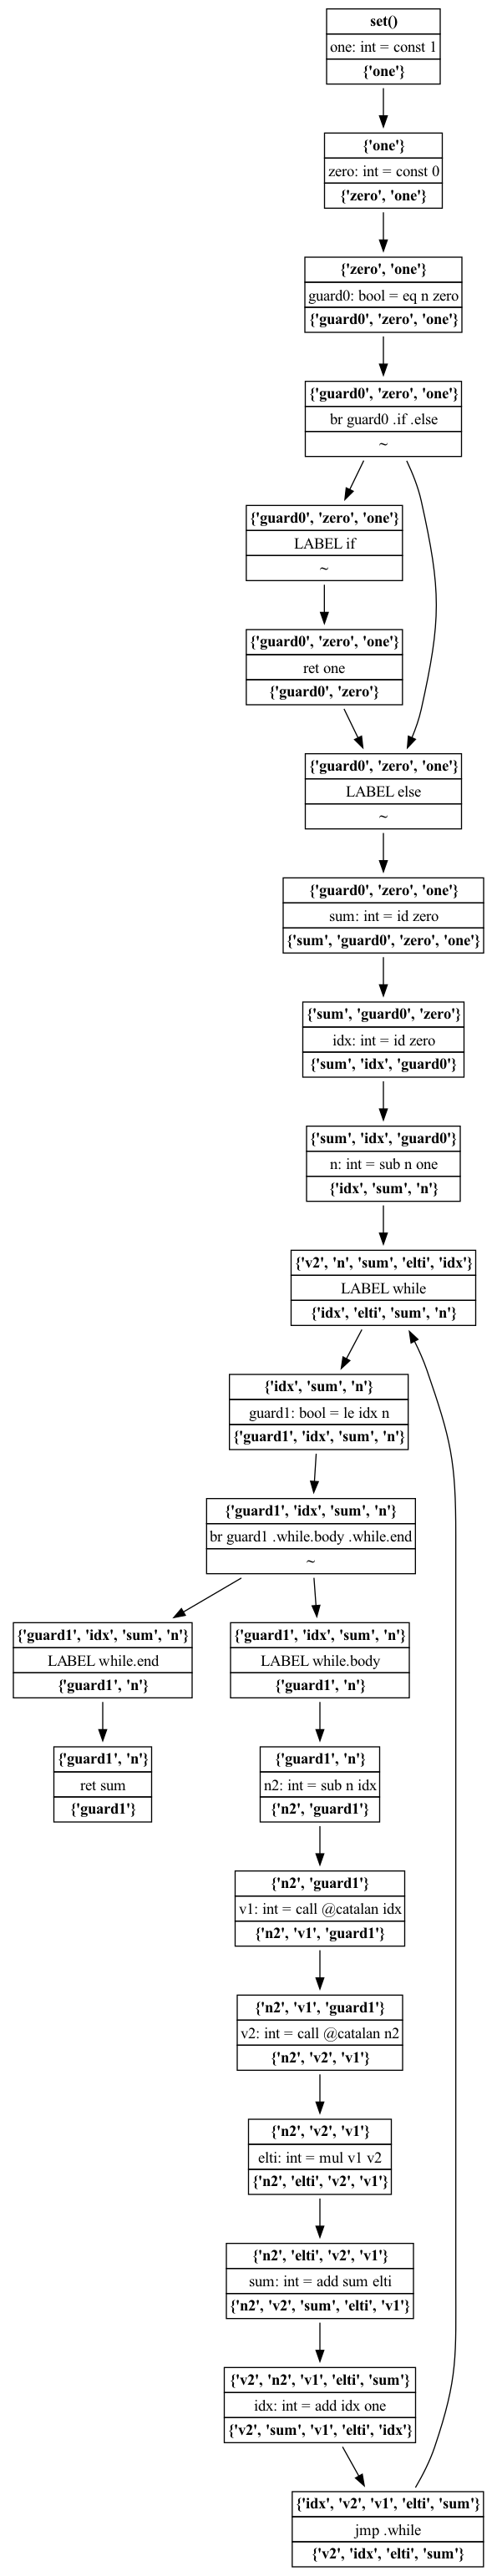 set()
one: int = const 1
{'one'}
{'one'}
zero: int = const 0
{'zero', 'one'}
{'zero', 'one'}
guard0: bool = eq n zero
{'guard0', 'zero', 'one'}
{'guard0', 'zero', 'one'}
br guard0 .if .else
~
{'guard0', 'zero', 'one'}
LABEL if
~
{'guard0', 'zero', 'one'}
ret one
{'guard0', 'zero'}
{'guard0', 'zero', 'one'}
LABEL else
~
{'guard0', 'zero', 'one'}
sum: int = id zero
{'sum', 'guard0', 'zero', 'one'}
{'sum', 'guard0', 'zero'}
idx: int = id zero
{'sum', 'idx', 'guard0'}
{'sum', 'idx', 'guard0'}
n: int = sub n one
{'idx', 'sum', 'n'}
{'v2', 'n', 'sum', 'elti', 'idx'}
LABEL while
{'idx', 'elti', 'sum', 'n'}
{'idx', 'sum', 'n'}
guard1: bool = le idx n
{'guard1', 'idx', 'sum', 'n'}
{'guard1', 'idx', 'sum', 'n'}
br guard1 .while.body .while.end
~
{'guard1', 'idx', 'sum', 'n'}
LABEL while.end
{'guard1', 'n'}
{'guard1', 'idx', 'sum', 'n'}
LABEL while.body
{'guard1', 'n'}
{'guard1', 'n'}
ret sum
{'guard1'}
{'guard1', 'n'}
n2: int = sub n idx
{'n2', 'guard1'}
{'n2', 'guard1'}
v1: int = call @catalan idx
{'n2', 'v1', 'guard1'}
{'n2', 'v1', 'guard1'}
v2: int = call @catalan n2
{'n2', 'v2', 'v1'}
{'n2', 'v2', 'v1'}
elti: int = mul v1 v2
{'n2', 'elti', 'v2', 'v1'}
{'n2', 'elti', 'v2', 'v1'}
sum: int = add sum elti
{'n2', 'v2', 'sum', 'elti', 'v1'}
{'v2', 'n2', 'v1', 'elti', 'sum'}
idx: int = add idx one
{'v2', 'sum', 'v1', 'elti', 'idx'}
{'idx', 'v2', 'v1', 'elti', 'sum'}
jmp .while
{'v2', 'idx', 'elti', 'sum'}